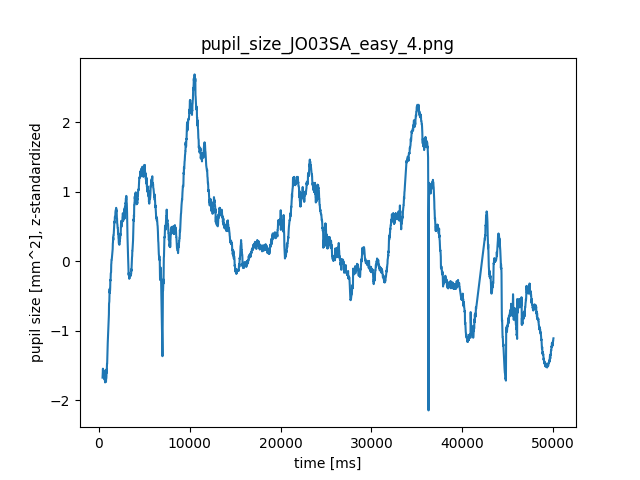 pupil_size_JO03SA_easy_4.png
pupil size [mm^2], z-standardized
2
1
0
−1
−2
0 10000 20000 30000 40000 50000
time [ms]